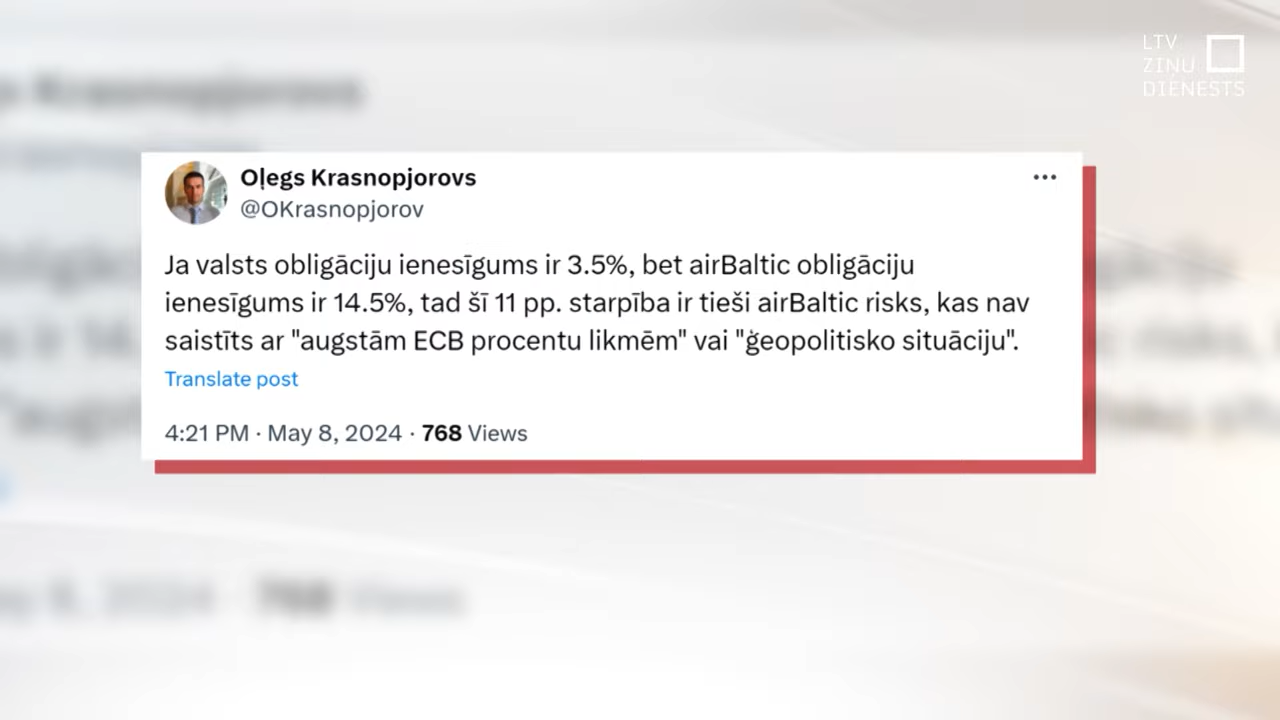 LTV
ZIŅU
DIENESTS
Oļegs Krasnopjorovs
@OKrasnopjorov
Ja valsts obligāciju ienesīgums ir 3.5%, bet airBaltic obligāciju
ienesīgums ir 14.5%, tad šī 11 pp. starpība ir tieši airBaltic risks, kas nav
saistīts ar "augstām ECB procentu likmēm" vai "ģeopolitisko situāciju".
Translate post
4:21 PM · May 8, 2024 · 768 Views